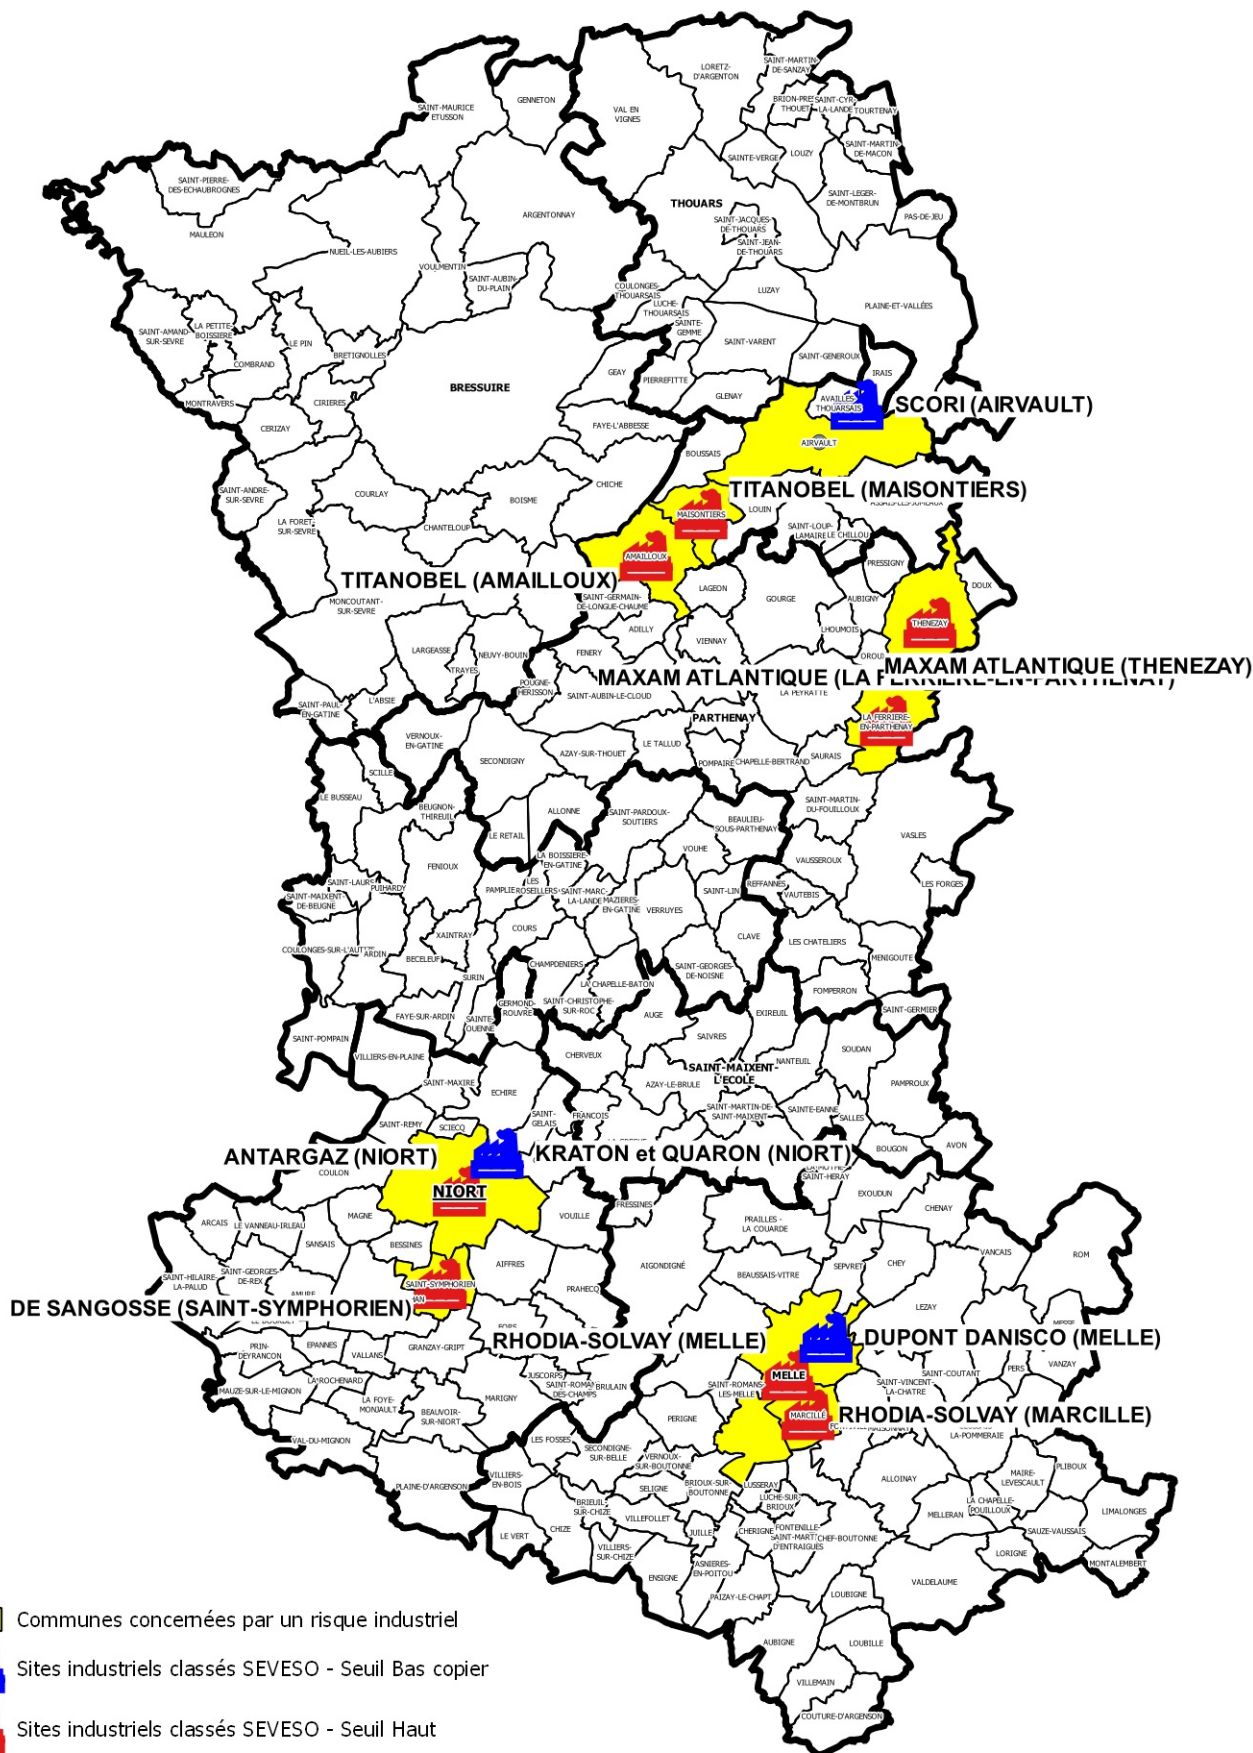 LORETZ-
D'ARGENTON
SAINT-MARTIN-
DE-SANZAY
GENNETON
SAINT-MAURICE
ETUSSON
VAL EN
VIGNES
BRION-PRES
THOUET
SAINT-CYR-
LA-LANDE
TOURTENAY
SAINTE-VERGE
LOUZY
SAINT-MARTIN-
DE-MACON
SAINT-PIERRE-
DES-ECHAUBROGNES
SAINT-LEGER-
DE-MONTBRUN
THOUARS
PAS-DE-JEU
ARGENTONNAY
SAINT-JACQUES-
DE-THOUARS
MAULEON
SAINT-JEAN-
DE-THOUARS
NUEIL-LES-AUBIERS
VOULMENTIN
SAINT-AUBIN-
DU-PLAIN
COULONGES-
THOUARSAIS
LUZAY
PLAINE-ET-VALLÉES
LUCHE-
THOUARSAIS
SAINTE-
GEMME
SAINT-AMAND-
SUR-SEVRE
LA PETITE-
BOISSIERE
LE PIN
SAINT-VARENT
BRETIGNOLLES
SAINT-GENEROUX
COMBRAND
IRAIS
GEAY
PIERREFITTE
BRESSUIRE
GLENAY
AVAILLES-
THOUARSAIS
MONTRAVERS
CIRIERES
SCORI (AIRVAULT)
CERIZAY
FAYE-L'ABBESSE
AIRVAULT
BOUSSAIS
CHICHE
SAINT-ANDRE-
SUR-SEVRE
COURLAY
BOISME
TITANOBEL (MAISONTIERS)
MAISONTIERS
LOUIN
LA FORET-
SUR-SEVRE
CHANTELOUP
SAINT-LOUP-
LAMAIRE
LE CHILLOU
AMAILLOUX
PRESSIGNY
TITANOBEL (AMAILLOUX)
DOUX
LAGEON
GOURGE
AUBIGNY
MONCOUTANT-
SUR-SEVRE
SAINT-GERMAIN-
DE-LONGUE-CHAUME
THENEZAY
ADILLY
LHOUMOIS
VIENNAY
LARGEASSE
NEUVY-BOUIN
FENERY
TRAYES
MAXAM ATLANTIQUE (THENEZAY)
MAXAM ATLANTIQUE (LA FERRIERE-EN-PARTHENAY)
POUGNE-
HERISSON
SAINT-AUBIN-LE-CLOUD
LA PEYRATTE
L'ABSIE
SAINT-PAUL-
EN-GATINE
PARTHENAY
LA FERRIERE-
EN-PARTHENAY
VERNOUX-
EN-GATINE
LE TALLUD
AZAY-SUR-THOUET
SECONDIGNY
POMPAIRE
CHAPELLE-BERTRAND
SAURAIS
SCILLE
LE BUSSEAU
BEUGNON-
THIREUIL
ALLONNE
SAINT-PARDOUX-
SOUTIERS
SAINT-MARTIN-
DU-FOUILLOUX
BEAULIEU-
SOUS-PARTHENAY
LE RETAIL
VASLES
VOUHE
LA BOISSIERE-
EN-GATINE
VAUSSEROUX
FENIOUX
SAINT-LAURS
PUIHARDY
PAMPLIE
LES
ROSEILLERS
SAINT-MARC-
LA-LANDE
SAINT-LIN
REFFANNES
VAUTEBIS
LES FORGES
SAINT-MAIXENT-
DE-BEUGNE
MAZIERES-
EN-GATINE
VERRUYES
COURS
XAINTRAY
CLAVE
LES CHATELIERS
COULONGES-SUR-L'AUTIZE
ARDIN
BECELEUF
MENIGOUTE
CHAMPDENIERS
SAINT-GEORGES-
DE-NOISNE
SURIN
LA CHAPELLE-BATON
FOMPERRON
GERMOND-
ROUVRE
SAINT-CHRISTOPHE-
SUR-ROC
SAINT-GERMIER
FAYE-SUR-ARDIN
SAINTE-
OUENNE
AUGE
EXIREUIL
SAINT-POMPAIN
SAIVRES
SOUDAN
VILLIERS-EN-PLAINE
CHERVEUX
NANTEUIL
SAINT-MAIXENT-
L'ECOLE
PAMPROUX
SAINT-MAXIRE
AZAY-LE-BRULE
ECHIRE
SAINT-MARTIN-DE-
SAINT-MAIXENT
SAINTE-EANNE
SALLES
SAINT-
GELAIS
FRANCOIS
SAINT-REMY
SCIECQ
AVON
BOUGON
ANTARGAZ (NIORT)
KRATON et QUARON (NIORT)
COULON
LA-MOTHE-
SAINT-HERAY
NIORT
EXOUDUN
FRESSINES
CHENAY
MAGNE
VOUILLE
ARCAIS
LE VANNEAU-IRLEAU
PRAILLES -
LA COUARDE
SANSAIS
BESSINES
VANCAIS
ROM
AIFFRES
AIGONDIGNÉ
SEPVRET
CHEY
SAINT-HILAIRE-
LA-PALUD
SAINT-GEORGES-
DE-REX
SAINT-SYMPHORIEN
BEAUSSAIS-VITRE
PRAHECQ
LEZAY
DE SANGOSSE (SAINT-SYMPHORIEN)
RHODIA-SOLVAY (MELLE)
DUPONT DANISCO (MELLE)
PRIN-
DEYRANCON
EPANNES
VALLANS
GRANZAY-GRIPT
VANZAY
PERS
SAINT-COUTANT
MELLE
JUSCORPS
LA ROCHENARD
SAINT-ROMANS-
DES-CHAMPS
BRULAIN
SAINT-ROMANS-
LES-MELLE
SAINT-VINCENT-
LA-CHATRE
MAUZE-SUR-LE-MIGNON
MARIGNY
LA FOYE-
MONJAULT
BEAUVOIR-
SUR-NIORT
MARCILLÉ
RHODIA-SOLVAY (MARCILLE)
PERIGNE
LA-POMMERAIE
VAL-DU-MIGNON
LES FOSSES
SECONDIGNE-
SUR-BELLE
VERNOUX-
SUR-BOUTONNE
PLIBOUX
VILLIERS-
EN-BOIS
ALLOINAY
MAIRE-
LEVESCAULT
PLAINE-D'ARGENSON
SELIGNE
BRIOUX-SUR-
BOUTONNE
LUSSERAY
LUCHE-SUR-
BRIOUX
BRIEUIL-
SUR-CHIZE
LA CHAPELLE-
POUILLOUX
LIMALONGES
VILLEFOLLET
MELLERAN
CHIZE
JUILLE
CHERIGNE
FONTENILLE-
SAINT-MARTIN-
D'ENTRAIGUES
CHEF-BOUTONNE
SAUZE-VAUSSAIS
LE VERT
VILLIERS-
SUR-CHIZE
LORIGNE
MONTALEMBERT
ASNIERES-
EN-POITOU
ENSIGNE
VALDELAUME
PAIZAY-LE-CHAPT
LOUBIGNE
Communes concernées par un risque industriel
AUBIGNE
LOUBILLE
Sites industriels classés SEVESO - Seuil Bas copier
VILLEMAIN
COUTURE-D'ARGENSON
Sites industriels classés SEVESO - Seuil Haut